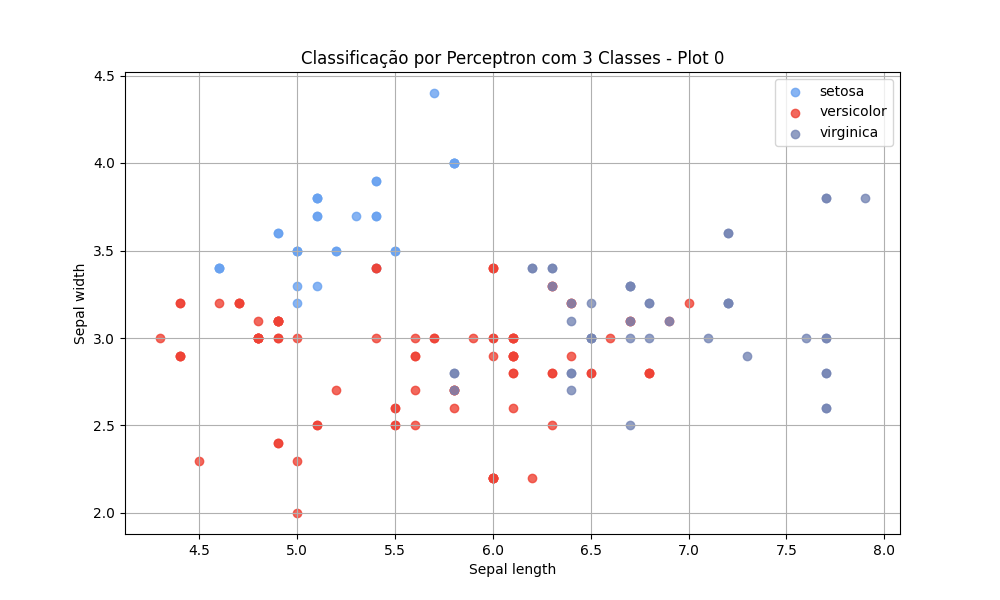 Classificação por Perceptron com 3 Classes - Plot 0
setosa
versicolor
virginica
Sepal width
4.5
4.0
3.5
3.0
2.5
2.0
4.5
5.0
5.5
6.0
6.5
7.0
7.5
8.0
Sepal length